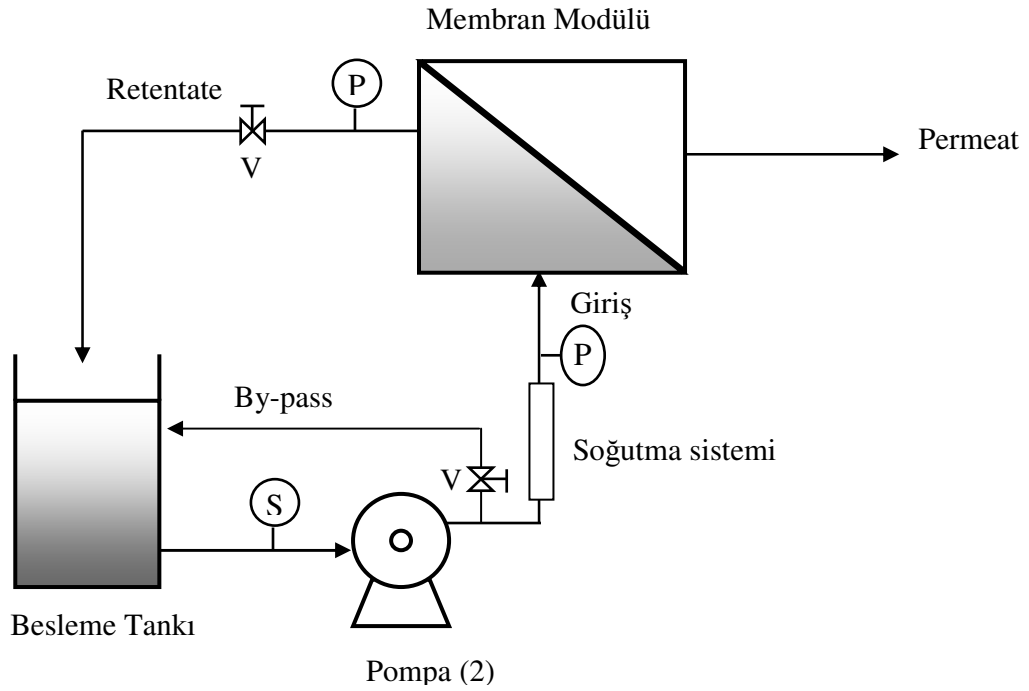 Membran Modülü
Retentate
P
V
Permeat
Giriş
P
By-pass
Soğutma sistemi
V
S
Besleme Tankı
Pompa (2)